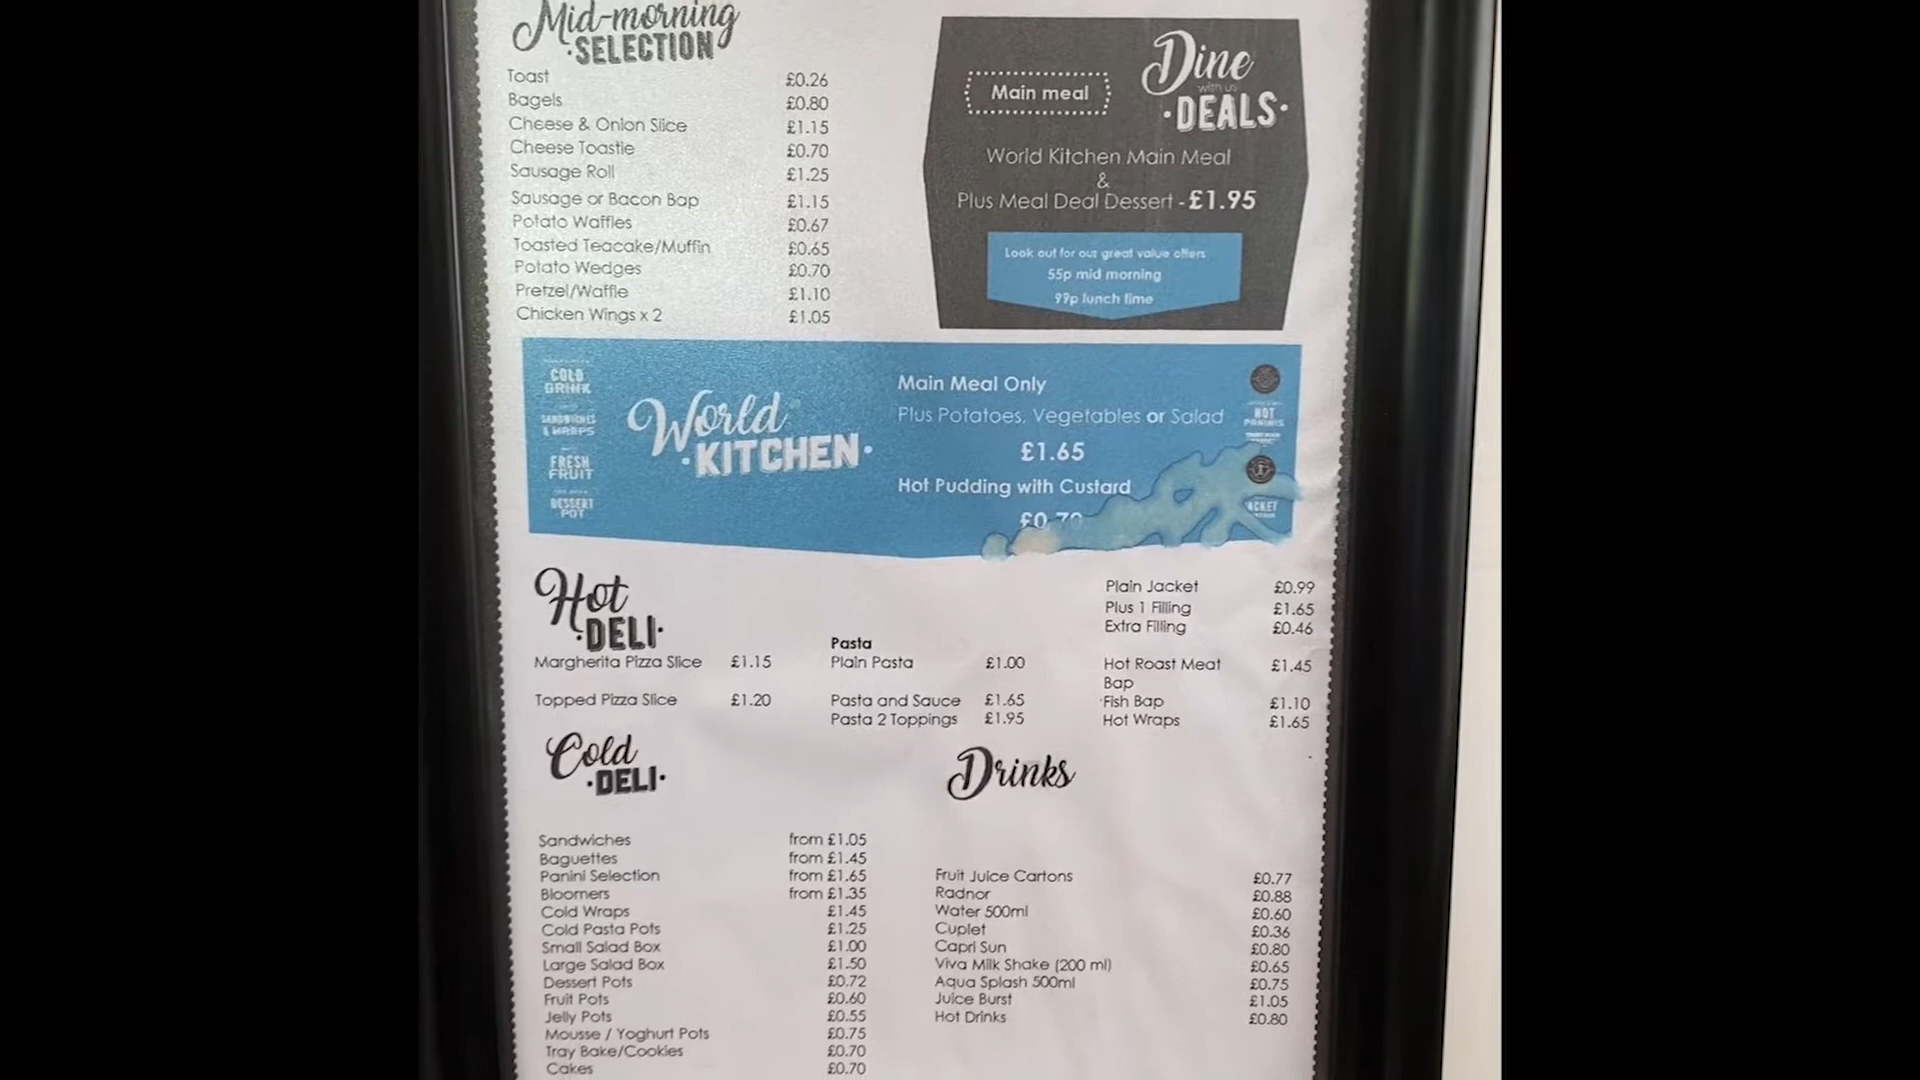 Mid-morning
SELECTION
Toast £0.26
Bagels £0.80
Cheese & Onion Slice £1.15
Cheese Toastie £0.70
Sausage Roll £1.25
Sausage or Bacon Bap £1.15
Potato Waffles £0.67
Toasted Teacake/Muffin £0.65
Potato Wedges £0.70
Pretzel/Waffle £1.10
Chicken Wings x 2 £1.05
Main meal
Dine
with us
DEALS
World Kitchen Main Meal
&
Plus Meal Deal Dessert - £1.95
Look out for our great value offers
55p mid morning
99p lunch time
COLD
DRINK
SANDWICHES
& WRAPS
FRESH
FRUIT
DESSERT
POT
World
KITCHEN
Main Meal Only
Plus Potatoes, Vegetables or Salad
£1.65
Hot Pudding with Custard
£0.70
HOT
PANINIS
JACKET
Hot
DELI
Margherita Pizza Slice £1.15
Topped Pizza Slice £1.20
Pasta
Plain Pasta £1.00
Pasta and Sauce £1.65
Pasta 2 Toppings £1.95
Plain Jacket £0.99
Plus 1 Filling £1.65
Extra Filling £0.46
Hot Roast Meat £1.45
Bap
Fish Bap £1.10
Hot Wraps £1.65
Cold
DELI
Sandwiches from £1.05
Baguettes from £1.45
Panini Selection from £1.65
Bloomers from £1.35
Cold Wraps £1.45
Cold Pasta Pots £1.25
Small Salad Box £1.00
Large Salad Box £1.50
Dessert Pots £0.72
Fruit Pots £0.60
Jelly Pots £0.55
Mousse / Yoghurt Pots £0.75
Tray Bake/Cookies £0.70
Cakes £0.70
Drinks
Fruit Juice Cartons £0.77
Radnor £0.88
Water 500ml £0.60
Cuplet £0.36
Capri Sun £0.80
Viva Milk Shake (200 ml) £0.65
Aqua Splash 500ml £0.75
Juice Burst £1.05
Hot Drinks £0.80